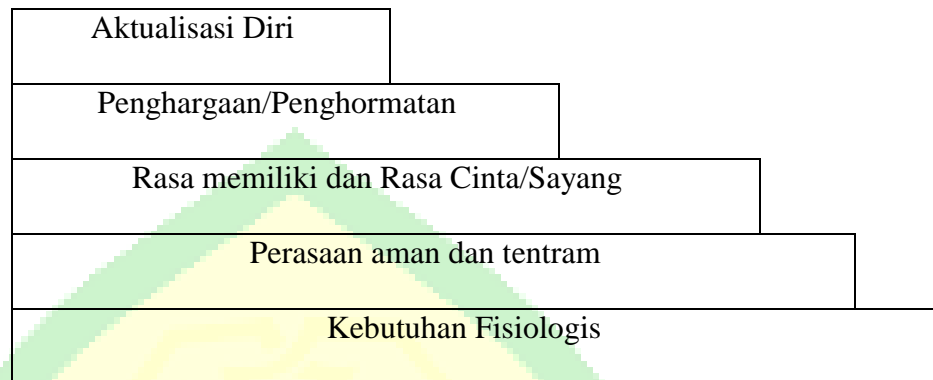 Aktualisasi Diri
Penghargaan/Penghormatan
Rasa memiliki dan Rasa Cinta/Sayang
Perasaan aman dan tentram
Kebutuhan Fisiologis